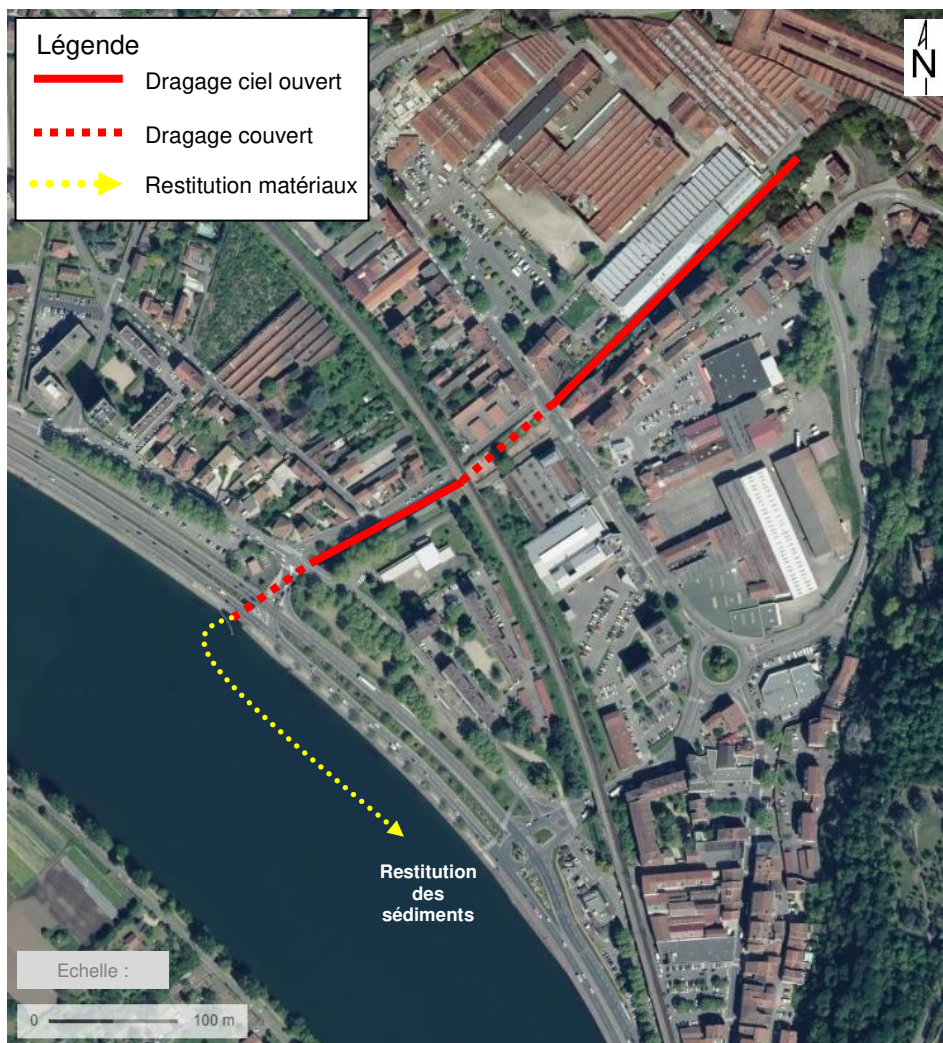 Légende
Dragage ciel ouvert
Dragage couvert
Restitution matériaux
N
Restitution
des
sédiments
Echelle :
0 100 m